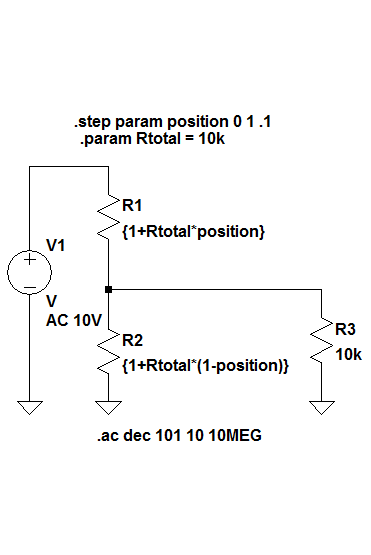 .step param position 0 1 .1
.param Rtotal = 10k
R1
{1+Rtotal*position}
V1
V
AC 10V
R2
{1+Rtotal*(1-position)}
R3
10k
.ac dec 101 10 10MEG